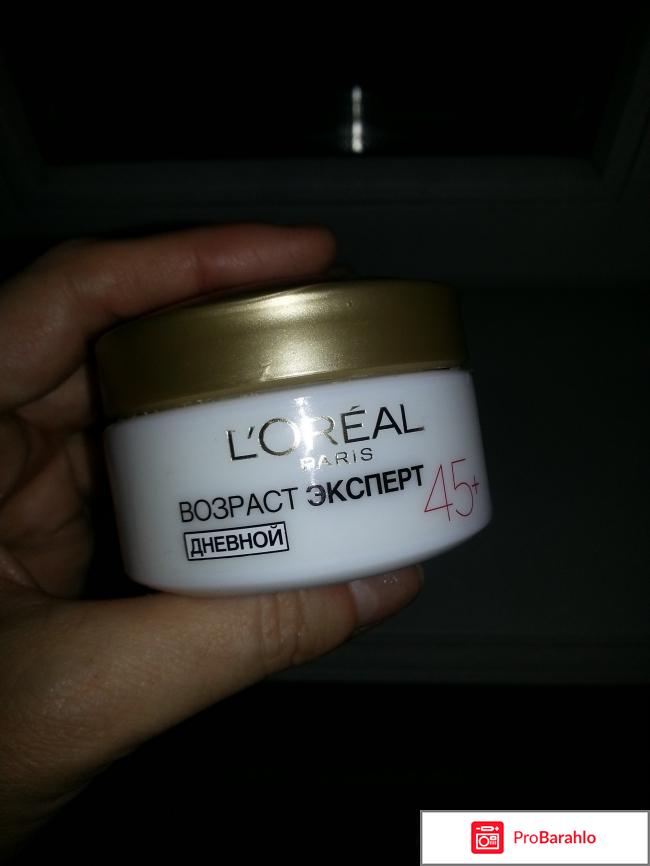 L'ORÉAL
PARIS
ВОЗРАСТ ЭКСПЕРТ 45+
ДНЕВНОЙ
ProBarahlo